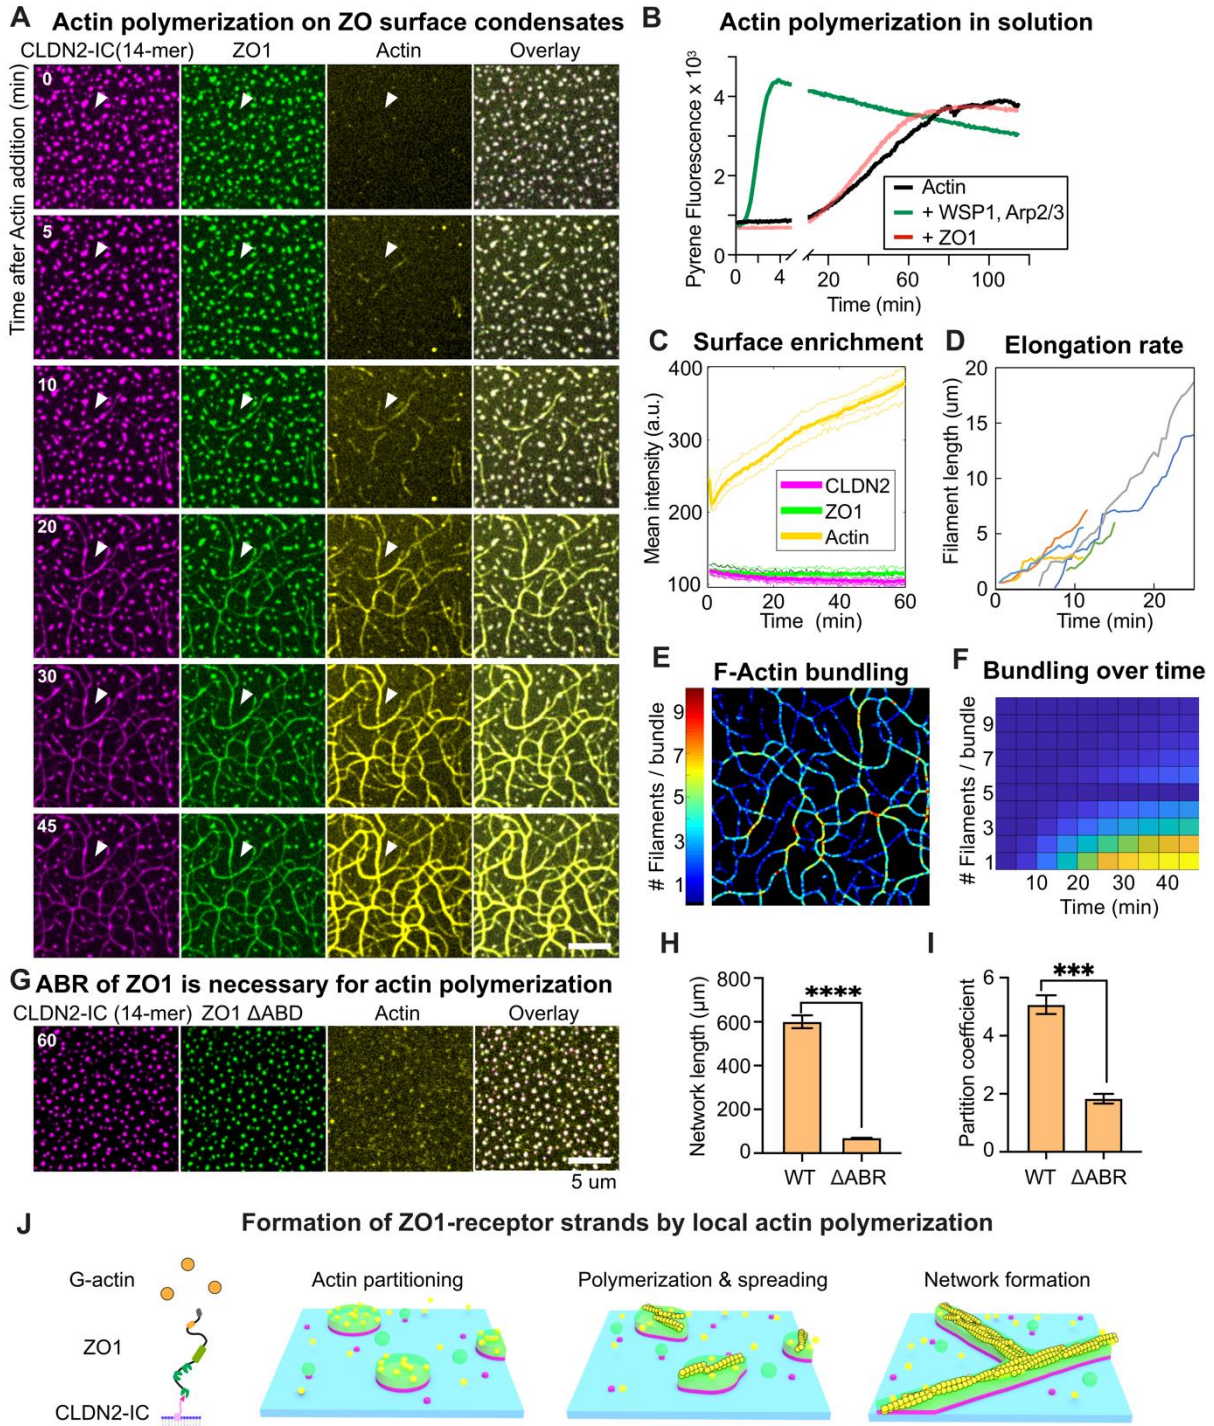 A Actin polymerization on ZO surface condensates
CLDN2-IC(14-mer) ZO1 Actin Overlay
Time after Actin addition (min)
0
5
10
20
30
45
B Actin polymerization in solution
Pyrene Fluorescence x 10³
4
2
0
0 4 20 60 100
Time (min)
Actin
+ WSP1, Arp2/3
+ ZO1
C Surface enrichment
Mean intensity (a.u.)
400
300
200
100
0 20 40 60
Time (min)
CLDN2
ZO1
Actin
D Elongation rate
Filament length (um)
20
15
10
5
0
0 10 20
Time (min)
E F-Actin bundling
# Filaments / bundle
9
7
5
3
1
F Bundling over time
# Filaments / bundle
9
7
5
3
1
10 20 30 40
Time (min)
G ABR of ZO1 is necessary for actin polymerization
CLDN2-IC (14-mer) ZO1 ΔABD Actin Overlay
60
5 um
H
Network length (µm)
800
600
400
200
0
****
WT ΔABR
I
Partition coefficient
6
4
2
0
***
WT ΔABR
J Formation of ZO1-receptor strands by local actin polymerization
G-actin
ZO1
CLDN2-IC
Actin partitioning
Polymerization & spreading
Network formation